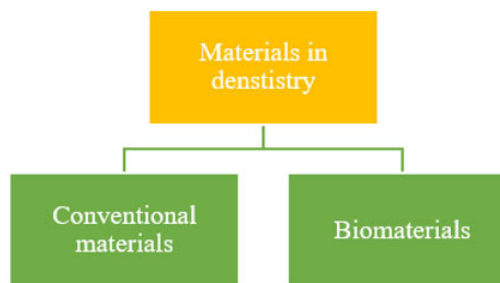 Materials in
denstistry
Conventional
materials
Biomaterials